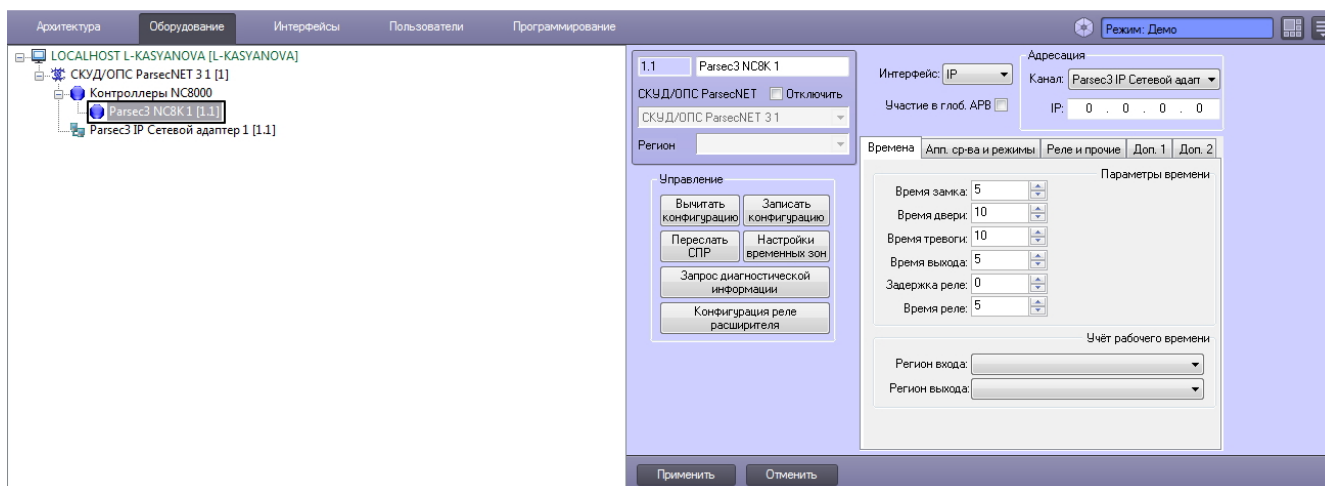 Архитектура Оборудование Интерфейсы Пользователи Программирование Режим: Демо
LOCALHOST L-KASYANOVA [L-KASYANOVA]
СКУД/ОПС ParsecNET 3 1 [1]
Контроллеры NC8000
Parsec3 NC8K 1 [1.1]
Parsec3 IP Сетевой адаптер 1 [1.1]
1.1 Parsec3 NC8K 1
СКУД/ОПС ParsecNET Отключить
СКУД/ОПС ParsecNET 3 1
Регион
Управление
Вычитать конфигурацию
Записать конфигурацию
Переслать СПР
Настройки временных зон
Запрос диагностической информации
Конфигурация реле расширителя
Интерфейс: IP
Участие в глоб. АРВ
Адресация
Канал: Parsec3 IP Сетевой адапт
IP: 0 . 0 . 0 . 0
Времена Апп. ср-ва и режимы Реле и прочие Доп. 1 Доп. 2
Параметры времени
Время замка: 5
Время двери: 10
Время тревоги: 10
Время выхода: 5
Задержка реле: 0
Время реле: 5
Учёт рабочего времени
Регион входа:
Регион выхода:
Применить Отменить